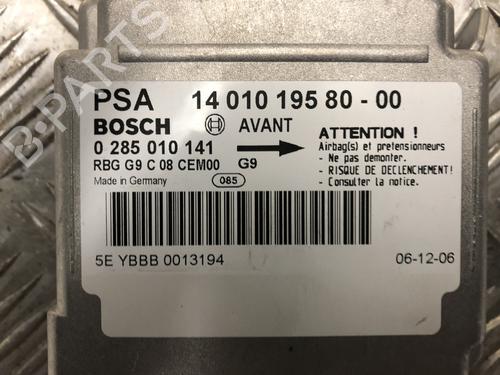 PSA 14 010 195 80 - 00
BOSCH AVANT
0 285 010 141
RBG G9 C 08 CEM00 G9
Made in Germany 085
ATTENTION !
Airbag(s) et pretensionneurs
- Ne pas demonter.
- RISQUE DE DECLENCHEMENT!
- Consulter la notice.
5E YBBB 0013194 06-12-06
B-PARTS